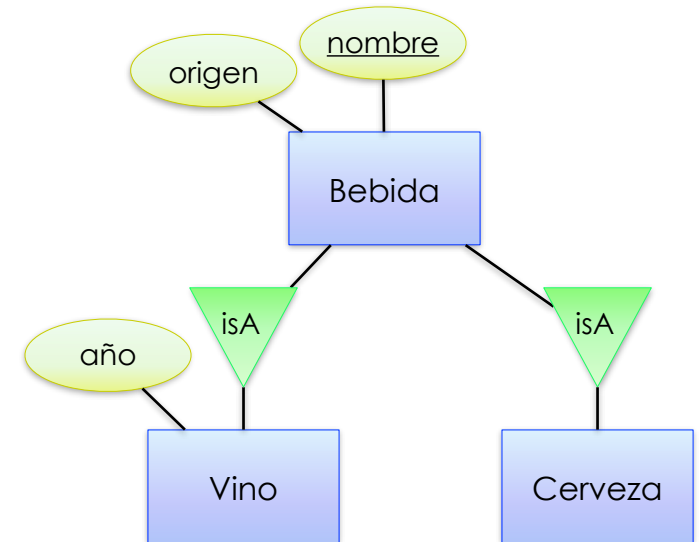 nombre
origen
Bebida
isA
isA
año
Vino
Cerveza